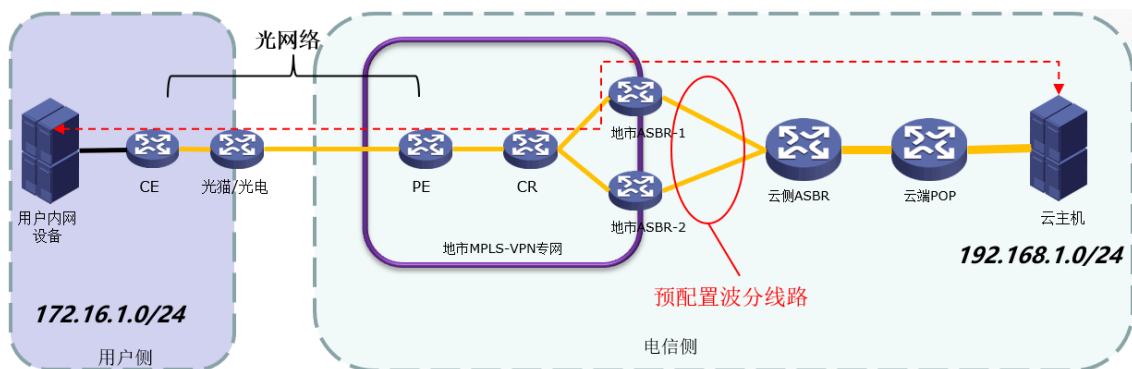 光网络
地市ASBR-1
CE
光猫/光电
PE
CR
云侧ASBR
云端POP
用户内网
设备
云主机
地市ASBR-2
地市MPLS-VPN专网
192.168.1.0/24
预配置波分线路
172.16.1.0/24
用户侧
电信侧